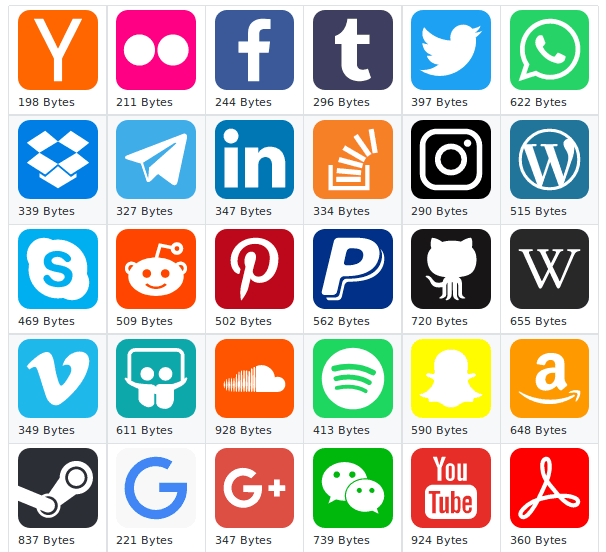 Y
f
t
198 Bytes
211 Bytes
244 Bytes
296 Bytes
397 Bytes
622 Bytes
in
W
339 Bytes
327 Bytes
347 Bytes
334 Bytes
290 Bytes
515 Bytes
S
P
P
W
469 Bytes
509 Bytes
502 Bytes
562 Bytes
720 Bytes
655 Bytes
v
a
349 Bytes
611 Bytes
928 Bytes
413 Bytes
590 Bytes
648 Bytes
G
G+
You
Tube
837 Bytes
221 Bytes
347 Bytes
739 Bytes
924 Bytes
360 Bytes